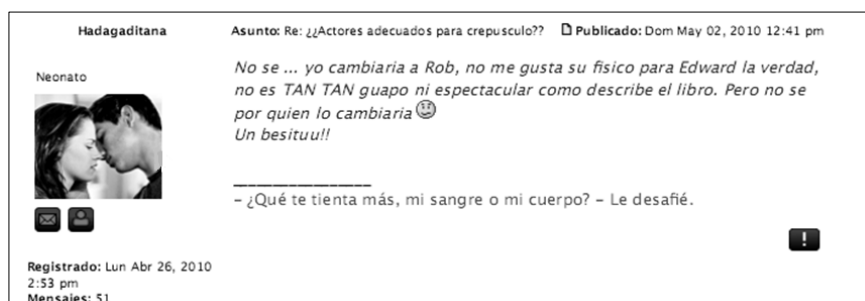 Hadagaditana
Asunto: Re: ¿¿Actores adecuados para crepusculo??
Publicado: Dom May 02, 2010 12:41 pm
Neonato
No se ... yo cambiaria a Rob, no me gusta su fisico para Edward la verdad,
no es TAN TAN guapo ni espectacular como describe el libro. Pero no se
por quien lo cambiaria
Un besituu!!
– ¿Qué te tienta más, mi sangre o mi cuerpo? – Le desafié.
!
Registrado: Lun Abr 26, 2010
2:53 pm
Mensajes: 51